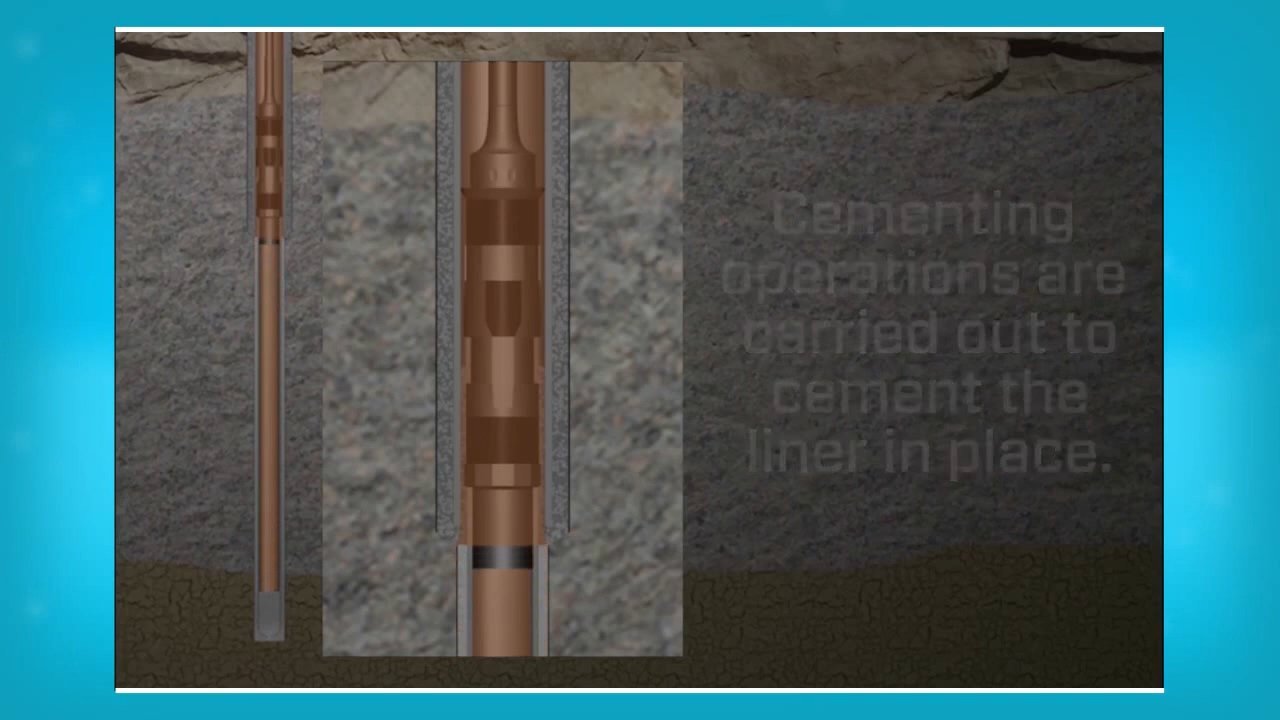 Cementing
operations are
carried out to
cement the
liner in place.